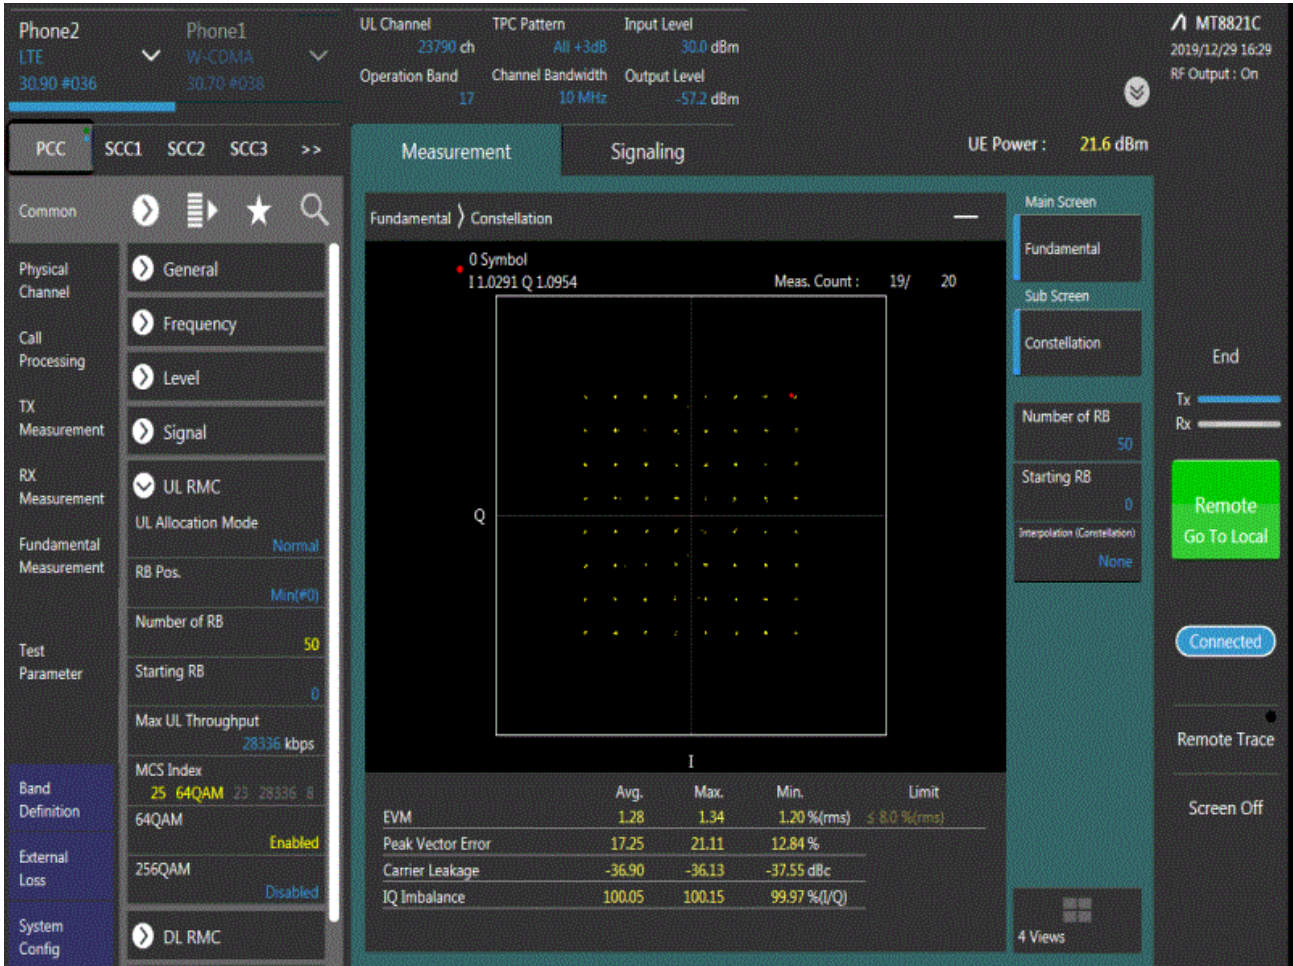 Phone2
LTE
30.90 #036
Phone1
W-CDMA
30.70 #038
UL Channel
23790 ch
TPC Pattern
All +3dB
Input Level
30.0 dBm
Operation Band
17
Channel Bandwidth
10 MHz
Output Level
-57.2 dBm
MT8821C
2019/12/29 16:29
RF Output : On
PCC SCC1 SCC2 SCC3 >>
Measurement
Signaling
UE Power : 21.6 dBm
Common
Physical
Channel
Call
Processing
TX
Measurement
RX
Measurement
Fundamental
Measurement
Test
Parameter
Band
Definition
External
Loss
System
Config
General
Frequency
Level
Signal
UL RMC
UL Allocation Mode
Normal
RB Pos.
Min(#0)
Number of RB
50
Starting RB
0
Max UL Throughput
28336 kbps
MCS Index
25 64QAM 23 28336 8
64QAM
Enabled
256QAM
Disabled
DL RMC
Fundamental 〉 Constellation
0 Symbol
I 1.0291 Q 1.0954
Meas. Count : 19/ 20
Q
I
Avg. Max. Min. Limit
EVM 1.28 1.34 1.20 %(rms) ≤ 8.0 %(rms)
Peak Vector Error 17.25 21.11 12.84 %
Carrier Leakage -36.90 -36.13 -37.55 dBc
IQ Imbalance 100.05 100.15 99.97 %(I/Q)
Main Screen
Fundamental
Sub Screen
Constellation
Number of RB
50
Starting RB
0
Interpolation (Constellation)
None
4 Views
End
Tx
Rx
Remote
Go To Local
Connected
Remote Trace
Screen Off